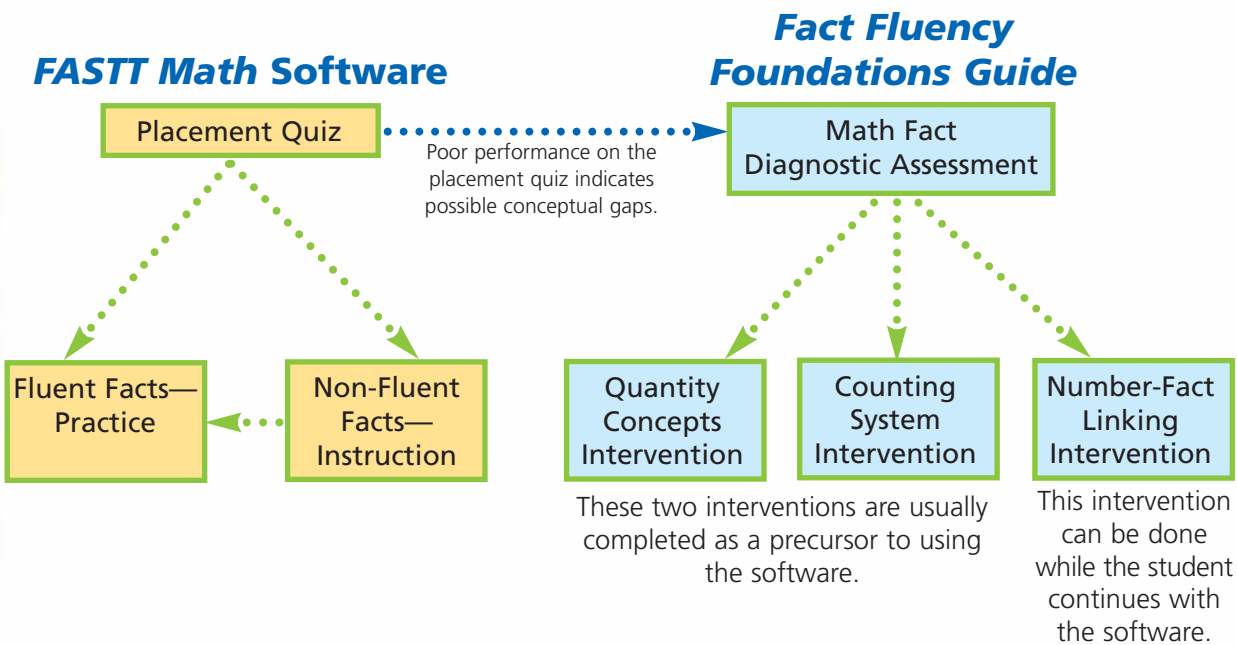 FASTT Math Software
Fact Fluency
Foundations Guide
Placement Quiz
Poor performance on the
placement quiz indicates
possible conceptual gaps.
Math Fact
Diagnostic Assessment
Fluent Facts—
Practice
Non-Fluent
Facts—
Instruction
Quantity
Concepts
Intervention
Counting
System
Intervention
Number-Fact
Linking
Intervention
These two interventions are usually
completed as a precursor to using
the software.
This intervention
can be done
while the student
continues with
the software.